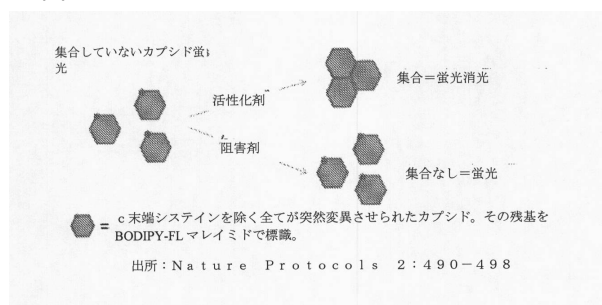 集合していないカプシド蛍
光
活性化剤
集合=蛍光消光
阻害剤
集合なし=蛍光
= c末端システインを除く全てが突然変異させられたカプシド。その残基を
BODIPY-FL マレイミドで標識。
出所:Nature Protocols 2:490-498